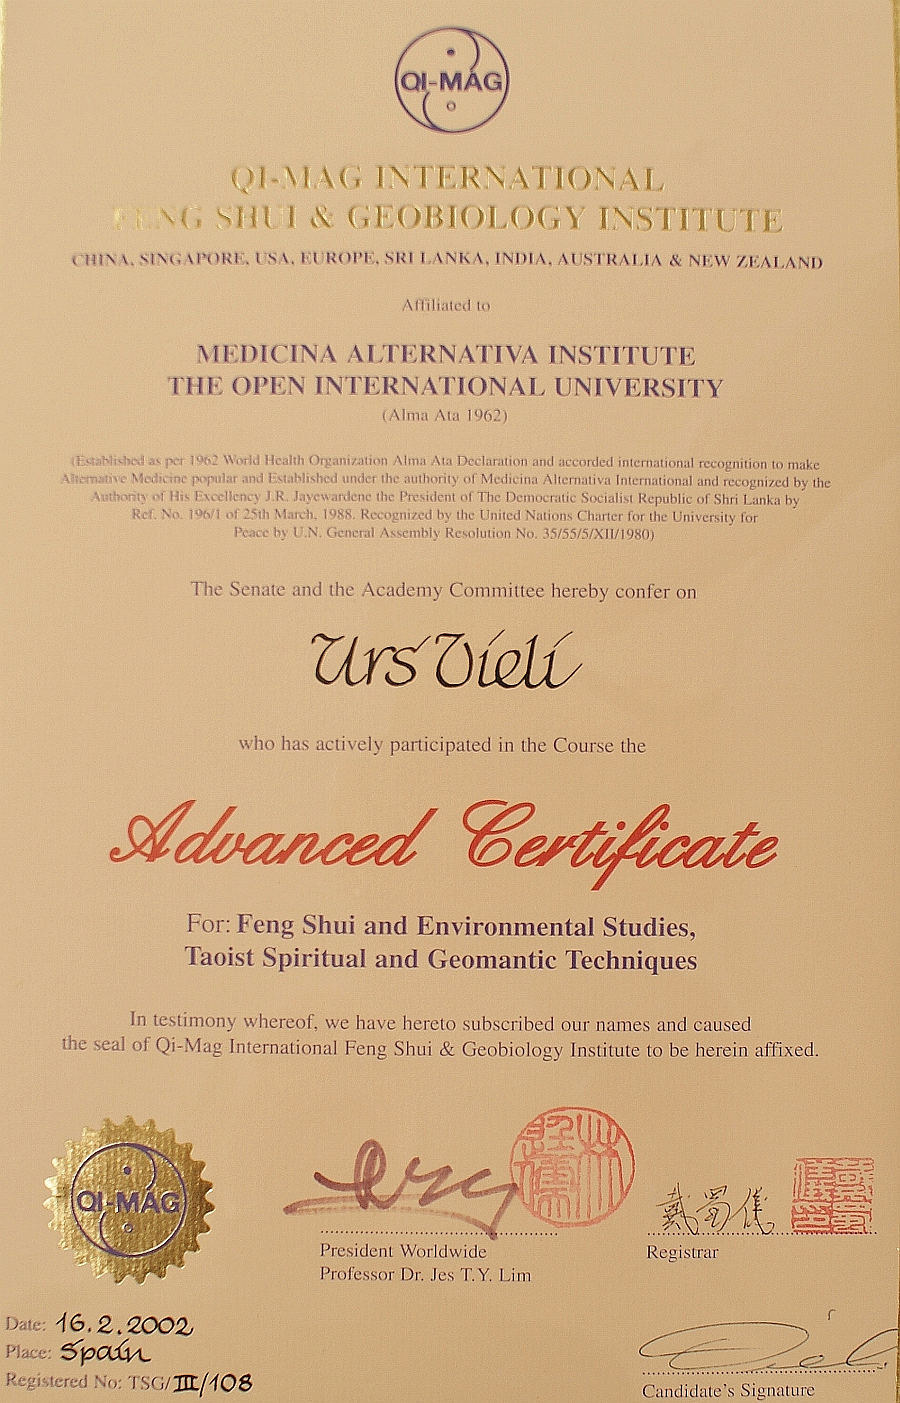 QI-MAG
QI-MAG INTERNATIONAL
FENG SHUI & GEOBIOLOGY INSTITUTE
CHINA, SINGAPORE, USA, EUROPE, SRI LANKA, INDIA, AUSTRALIA & NEW ZEALAND
Affiliated to
MEDICINA ALTERNATIVA INSTITUTE
THE OPEN INTERNATIONAL UNIVERSITY
(Alma Ata 1962)
(Established as per 1962 World Health Organization Alma Ata Declaration and accorded international recognition to make
Alternative Medicine popular and Established under the authority of Medicina Alternativa International and recognized by the
Authority of His Excellency J.R. Jayewardene the President of The Democratic Socialist Republic of Shri Lanka by
Ref. No. 196/1 of 25th March, 1988. Recognized by the United Nations Charter for the University for
Peace by U.N. General Assembly Resolution No. 35/55/5/XII/1980)
The Senate and the Academy Committee hereby confer on
Urs Vieli
who has actively participated in the Course the
Advanced Certificate
For: Feng Shui and Environmental Studies,
Taoist Spiritual and Geomantic Techniques
In testimony whereof, we have hereto subscribed our names and caused
the seal of Qi-Mag International Feng Shui & Geobiology Institute to be herein affixed.
QI-MAG
President Worldwide
Professor Dr. Jes T.Y. Lim
Registrar
Date: 16.2.2002
Place: Spain
Registered No: TSG/III/108
Candidate's Signature